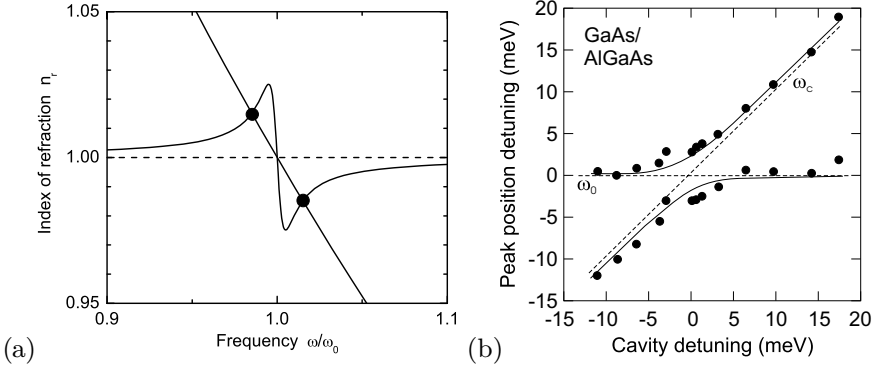 1.05
1.00
0.95
0.9
1.0
1.1
Index of refraction n_r
Frequency ω/ω_0
(a)
20
15
10
5
0
-5
-10
-15
-15
-10
-5
0
5
10
15
20
Peak position detuning (meV)
Cavity detuning (meV)
GaAs/
AlGaAs
ω_c
ω_0
(b)